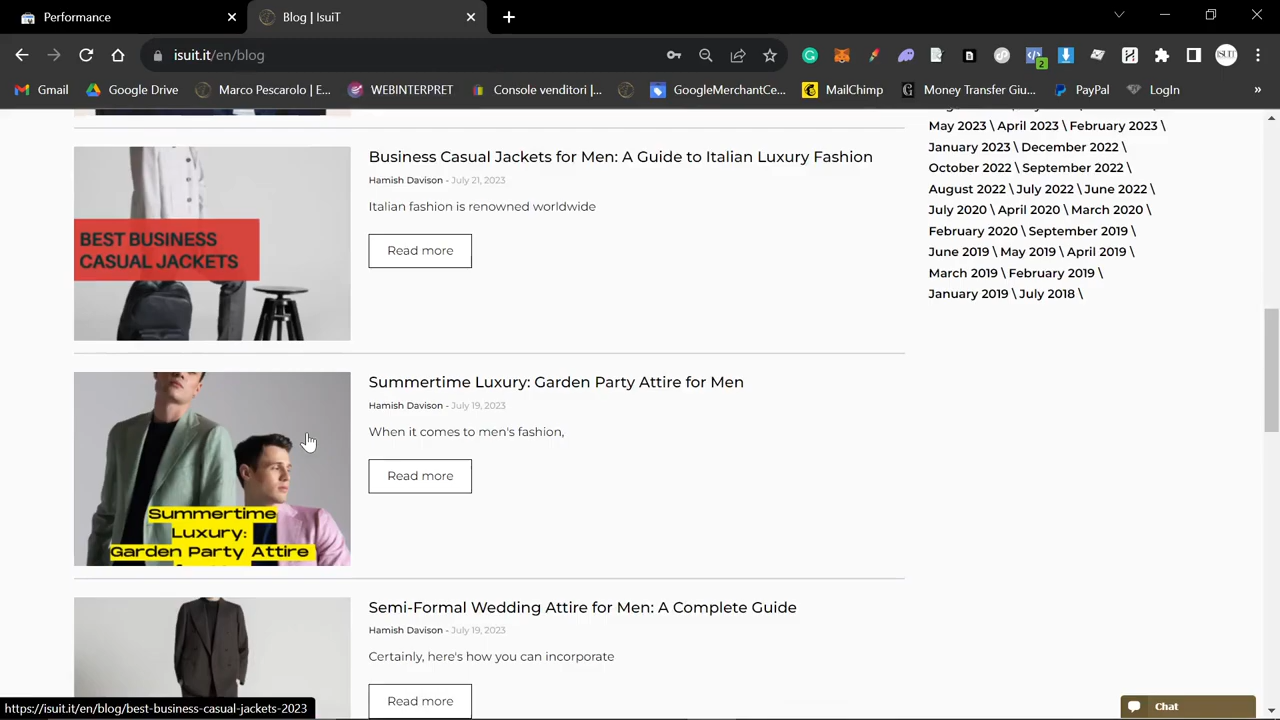 Performance
Blog | IsuiT
isuit.it/en/blog
2
Gmail
Google Drive
Marco Pescarolo | E...
WEBINTERPRET
Console venditori |...
GoogleMerchantCe...
MailChimp
Money Transfer Giu...
PayPal
LogIn
»
May 2023 \ April 2023 \ February 2023 \
January 2023 \ December 2022 \
October 2022 \ September 2022 \
August 2022 \ July 2022 \ June 2022 \
July 2020 \ April 2020 \ March 2020 \
February 2020 \ September 2019 \
June 2019 \ May 2019 \ April 2019 \
March 2019 \ February 2019 \
January 2019 \ July 2018 \
BEST BUSINESS
CASUAL JACKETS
Business Casual Jackets for Men: A Guide to Italian Luxury Fashion
Hamish Davison - July 21, 2023
Italian fashion is renowned worldwide
Read more
Summertime
Luxury:
Garden Party Attire
Summertime Luxury: Garden Party Attire for Men
Hamish Davison - July 19, 2023
When it comes to men's fashion,
Read more
Semi-Formal Wedding Attire for Men: A Complete Guide
Hamish Davison - July 19, 2023
Certainly, here's how you can incorporate
Read more
https://isuit.it/en/blog/best-business-casual-jackets-2023
Chat